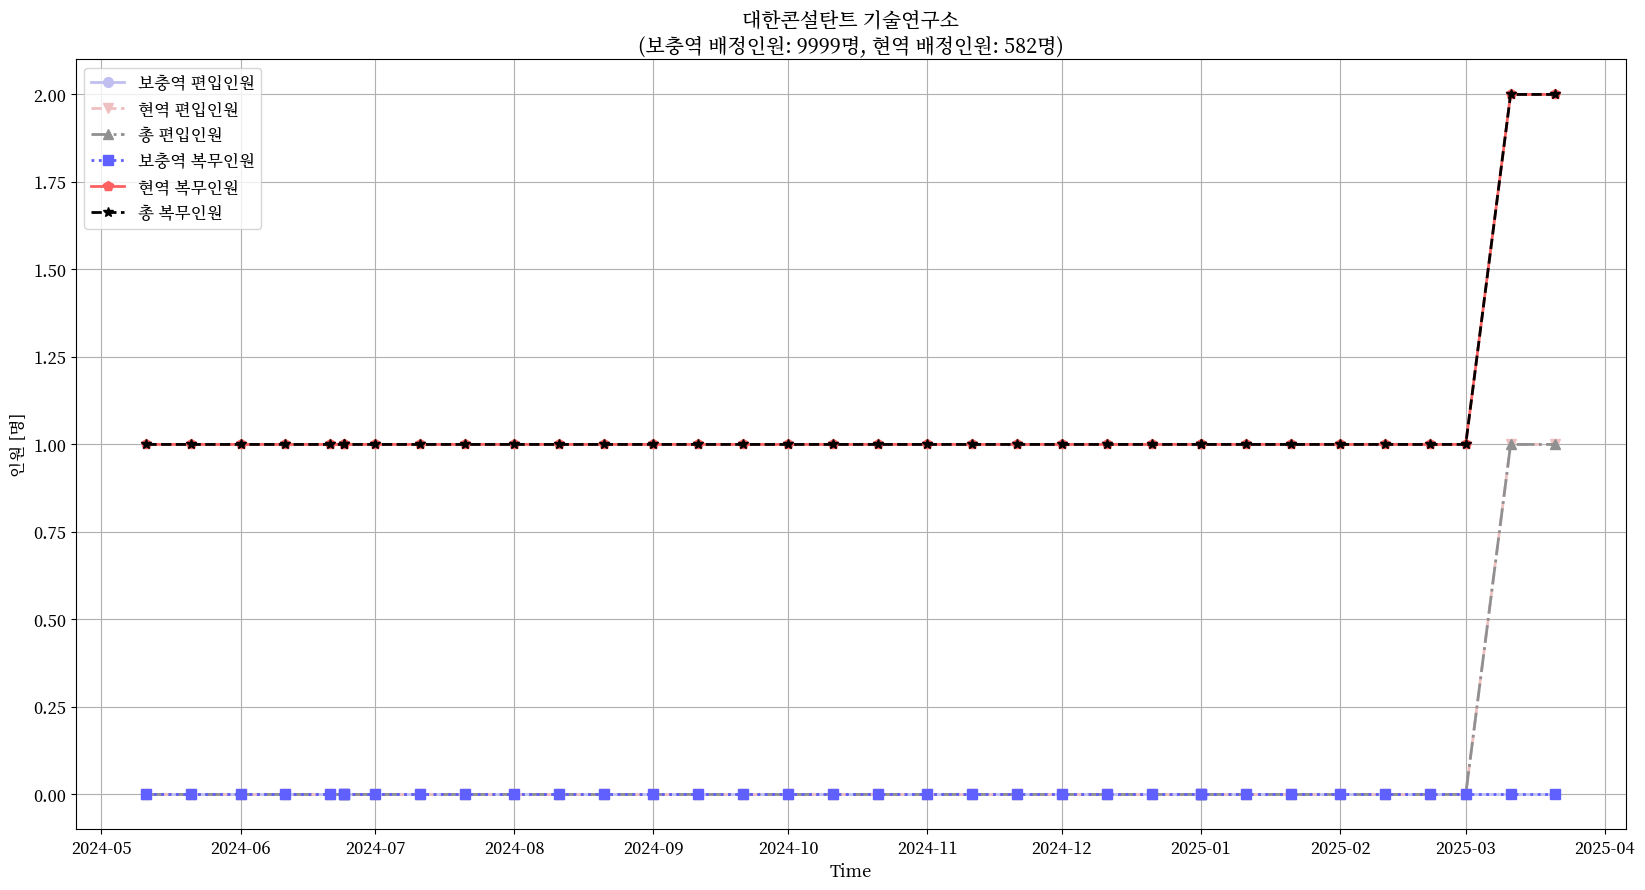 대한콘설탄트 기술연구소
(보충역 배정인원: 9999명, 현역 배정인원: 582명)
보충역 편입인원
현역 편입인원
총 편입인원
보충역 복무인원
현역 복무인원
총 복무인원
인원 [명]
2.00
1.75
1.50
1.25
1.00
0.75
0.50
0.25
0.00
2024-05 2024-06 2024-07 2024-08 2024-09 2024-10 2024-11 2024-12 2025-01 2025-02 2025-03 2025-04
Time